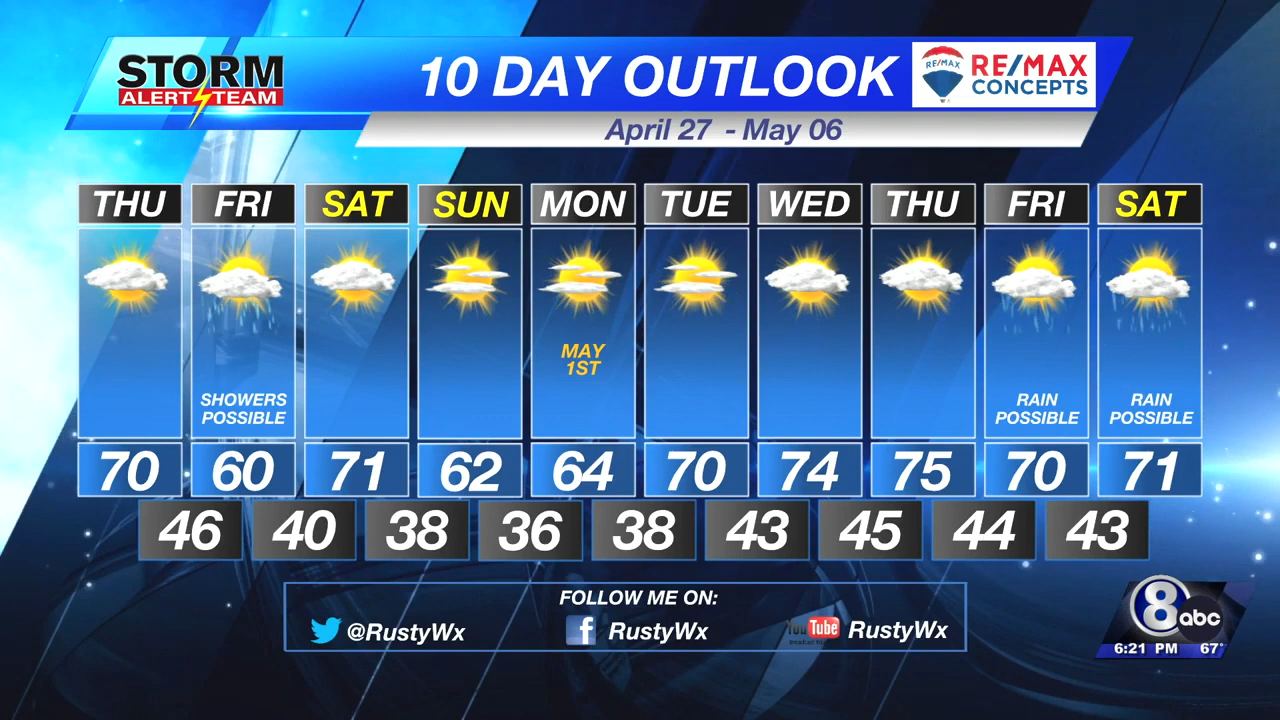 STORM
ALERT TEAM
10 DAY OUTLOOK
RE/MAX
RE/MAX
CONCEPTS
April 27 - May 06
THU FRI SAT SUN MON TUE WED THU FRI SAT
MAY
1ST
SHOWERS
POSSIBLE
RAIN
POSSIBLE
RAIN
POSSIBLE
70 60 71 62 64 70 74 75 70 71
46 40 38 36 38 43 45 44 43
FOLLOW ME ON:
@RustyWx f RustyWx YouTube RustyWx
8 abc
6:21 PM 67°